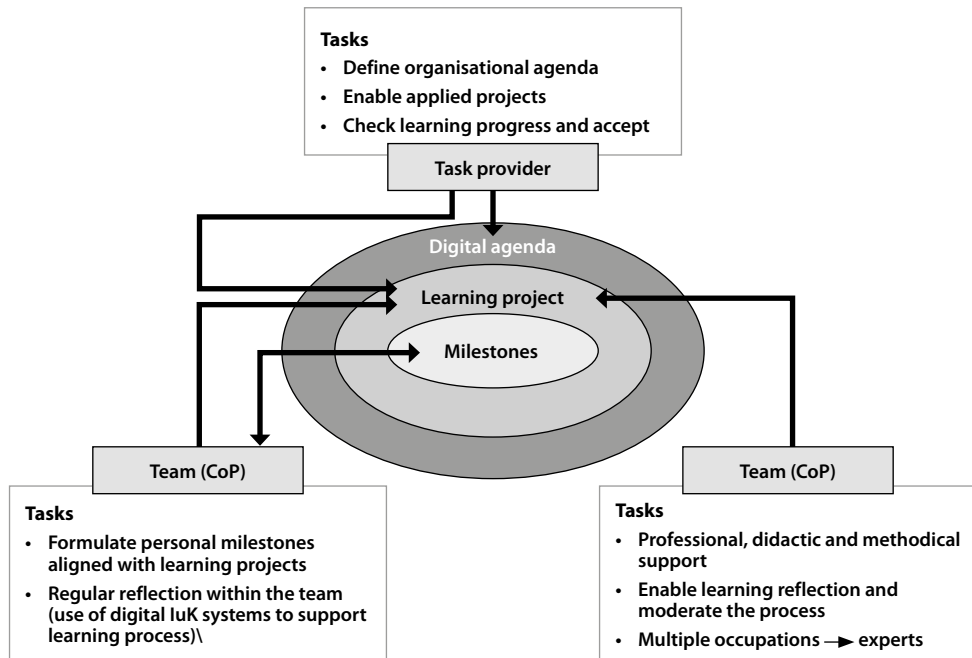 Tasks
• Define organisational agenda
• Enable applied projects
• Check learning progress and accept
Task provider
Digital agenda
Learning project
Milestones
Team (CoP)
Tasks
• Formulate personal milestones
aligned with learning projects
• Regular reflection within the team
(use of digital IuK systems to support
learning process)\
Team (CoP)
Tasks
• Professional, didactic and methodical
support
• Enable learning reflection and
moderate the process
• Multiple occupations → experts